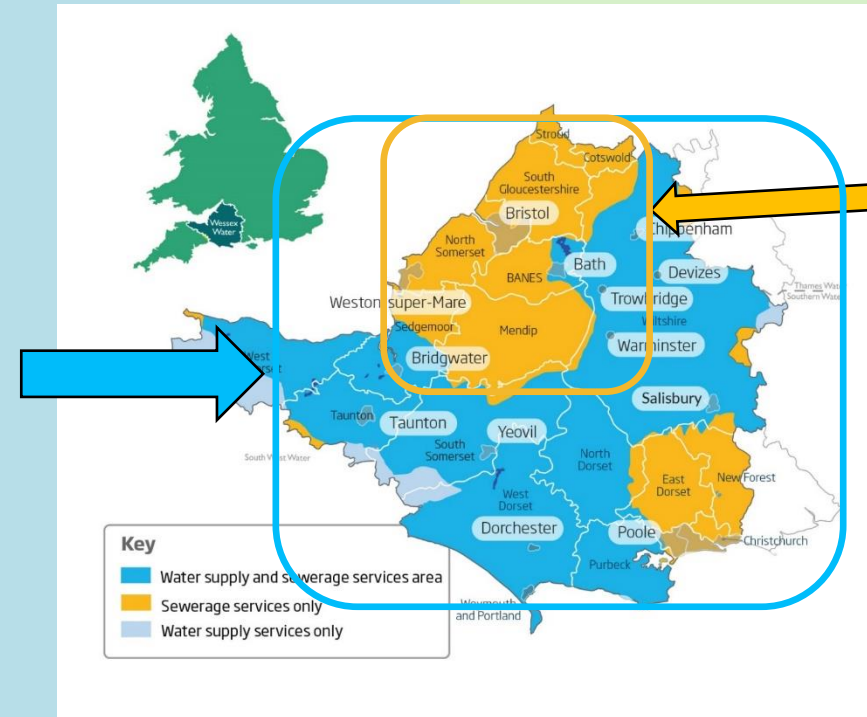 Wessex
Water
Stroud
Cotswold
South
Gloucestershire
Bristol
North
Somerset
Chippenham
Bath
BANES
Devizes
Thames Wat
Southern Wate
Weston-super-Mare
Trowbridge
Wiltshire
Sedgemoor
Mendip
Warminster
West
Bridgwater
Salisbury
Taunton
Taunton
Yeovil
South
Somerset
South West Water
North
Dorset
East
Dorset
New Forest
West
Dorset
Dorchester
Poole
Christchurch
Purbeck
Key
Water supply and sewerage services area
Sewerage services only
Water supply services only
Weymouth
and Portland